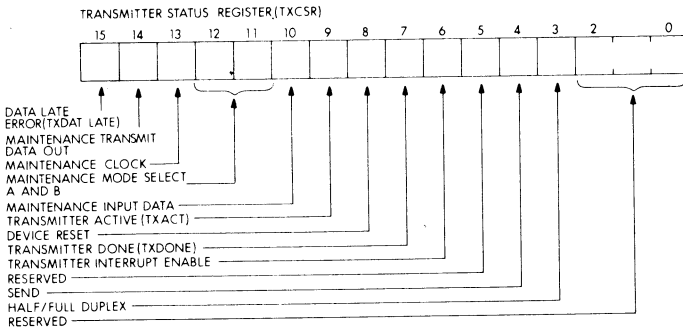 TRANSMITTER STATUS REGISTER,(TXCSR)
15 14 13 12 11 10 9 8 7 6 5 4 3 2 0
DATA LATE
ERROR(TXDAT LATE)
MAINTENANCE TRANSMIT
DATA OUT
MAINTENANCE CLOCK
MAINTENANCE MODE SELECT
A AND B
MAINTENANCE INPUT DATA
TRANSMITTER ACTIVE (TXACT)
DEVICE RESET
TRANSMITTER DONE(TXDONE)
TRANSMITTER INTERRUPT ENABLE
RESERVED
SEND
HALF/FULL DUPLEX
RESERVED